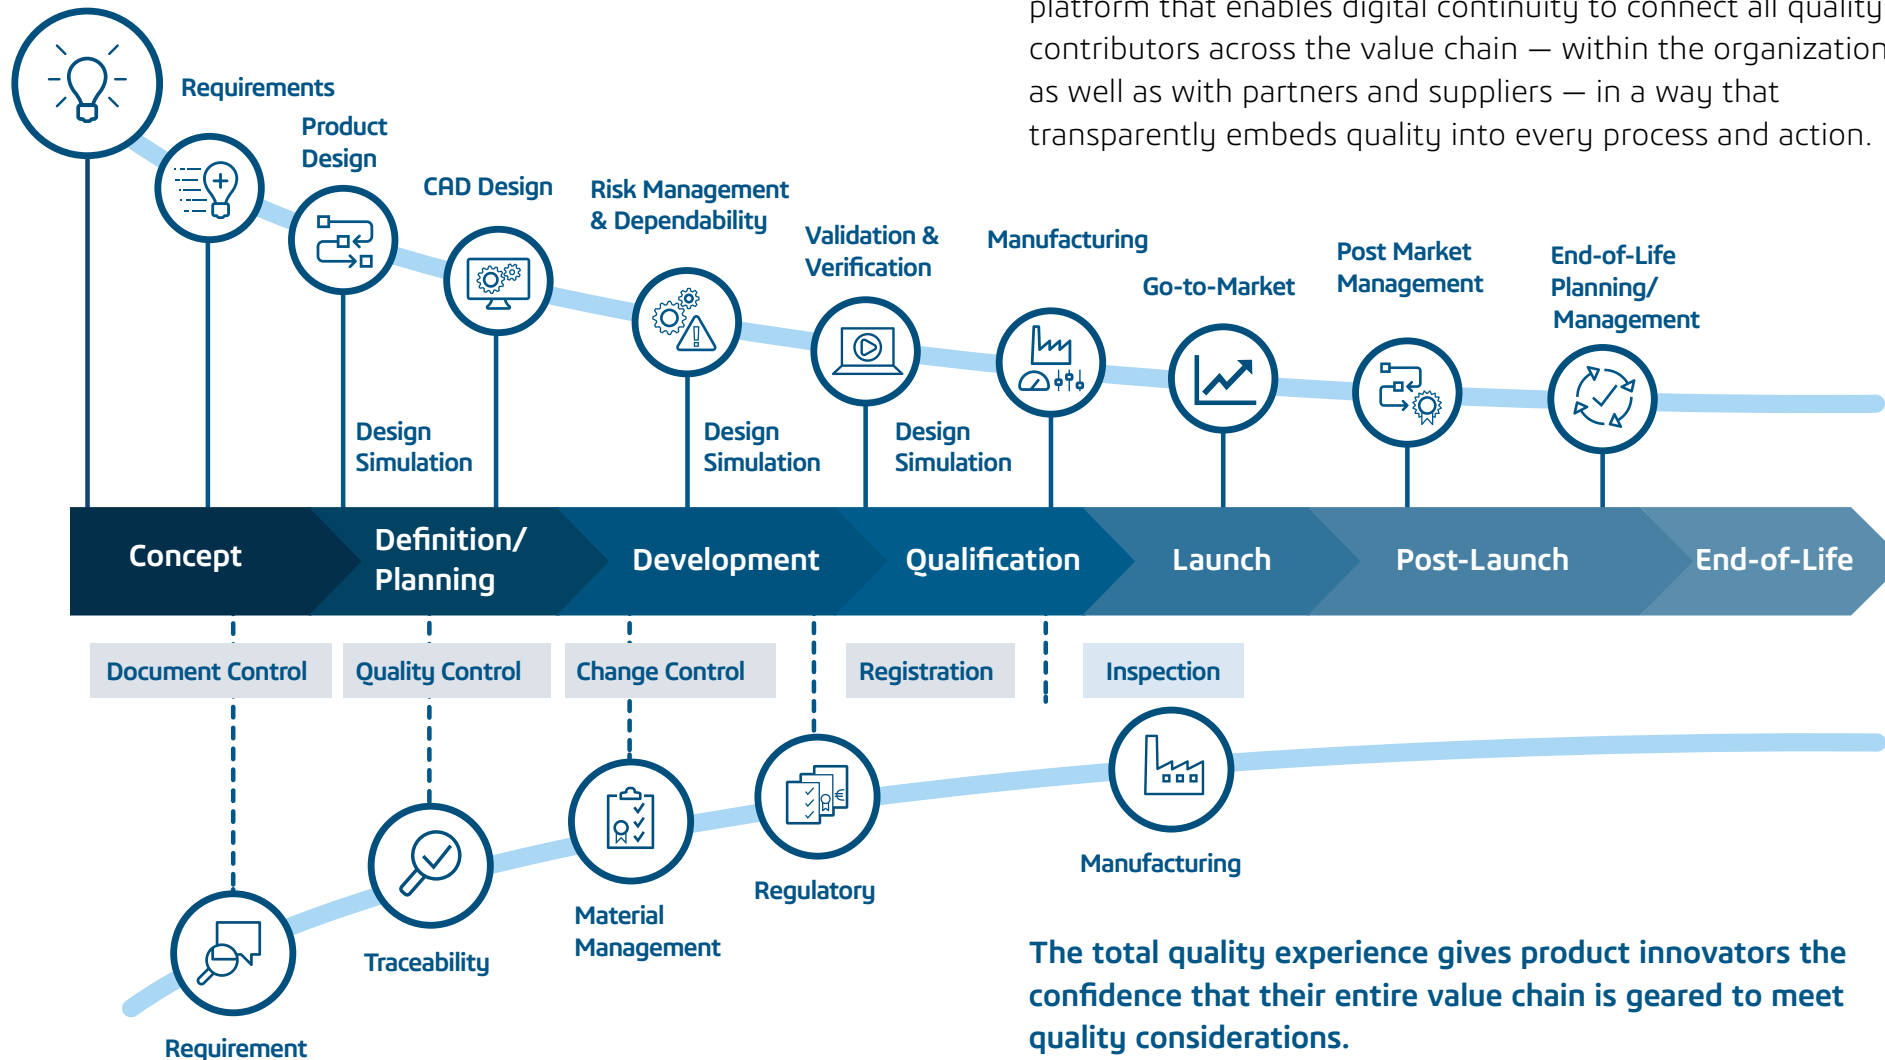 platform that enables digital continuity to connect all quality
contributors across the value chain — within the organization
as well as with partners and suppliers — in a way that
transparently embeds quality into every process and action.
Requirements
Product
Design
CAD Design
Risk Management
& Dependability
Validation &
Verification
Manufacturing
Go-to-Market
Post Market
Management
End-of-Life
Planning/
Management
Design
Simulation
Design
Simulation
Design
Simulation
Concept
Definition/
Planning
Development
Qualification
Launch
Post-Launch
End-of-Life
Document Control
Quality Control
Change Control
Registration
Inspection
€
Requirement
Traceability
Material
Management
Regulatory
Manufacturing
The total quality experience gives product innovators the
confidence that their entire value chain is geared to meet
quality considerations.